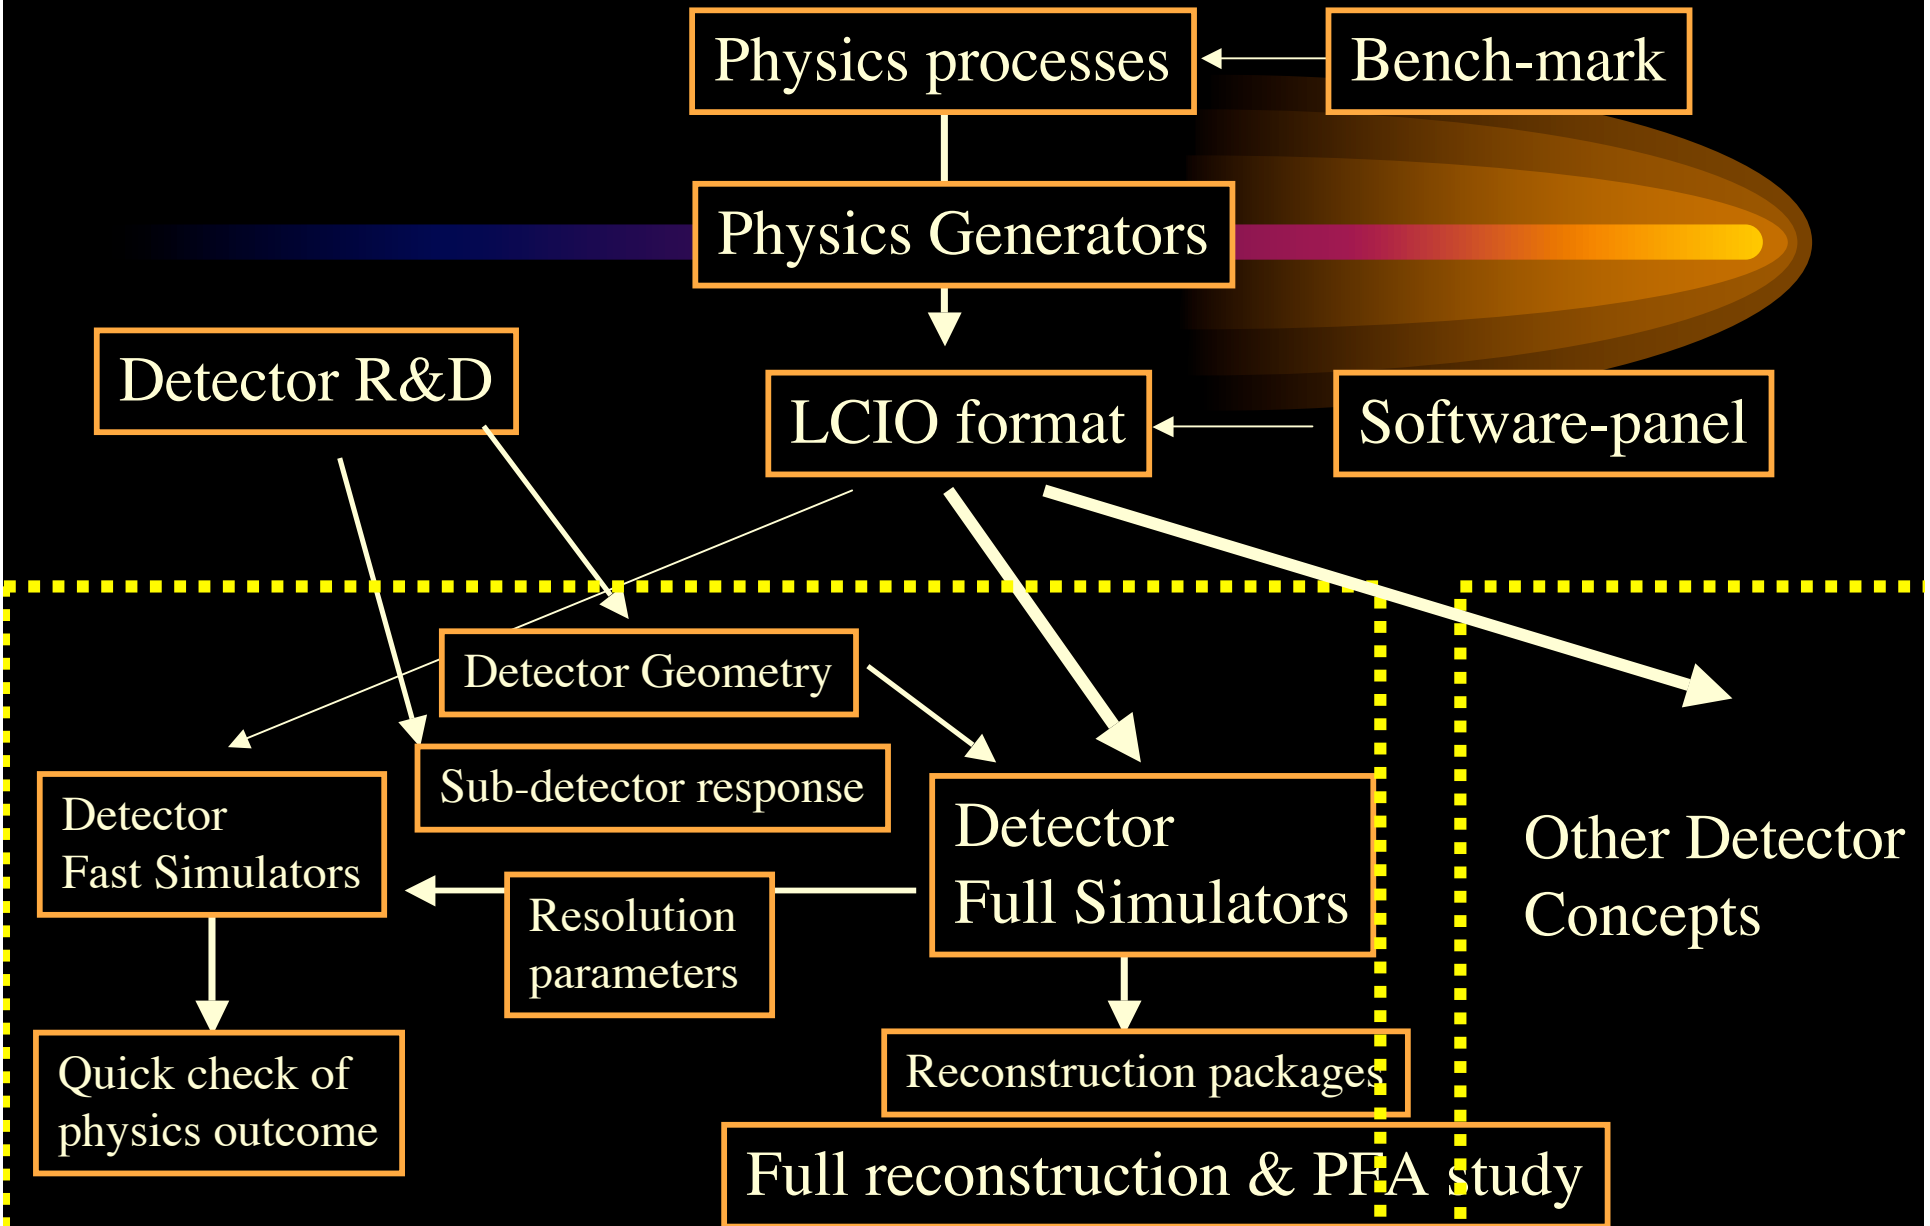 Physics processes
Bench-mark
Physics Generators
Detector R&D
LCIO format
Software-panel
Detector Geometry
Sub-detector response
Detector
Fast Simulators
Detector
Full Simulators
Other Detector
Concepts
Resolution
parameters
Quick check of
physics outcome
Reconstruction packages
Full reconstruction & PFA study